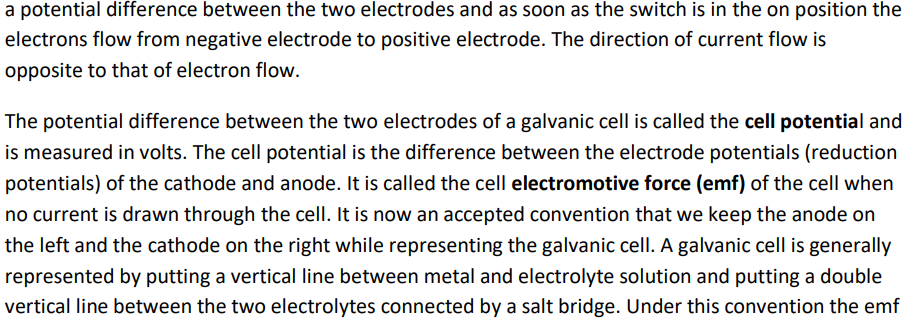 a potential difference between the two electrodes and as soon as the switch is in the on position the
electrons flow from negative electrode to positive electrode. The direction of current flow is
opposite to that of electron flow.
The potential difference between the two electrodes of a galvanic cell is called the cell potential and
is measured in volts. The cell potential is the difference between the electrode potentials (reduction
potentials) of the cathode and anode. It is called the cell electromotive force (emf) of the cell when
no current is drawn through the cell. It is now an accepted convention that we keep the anode on
the left and the cathode on the right while representing the galvanic cell. A galvanic cell is generally
represented by putting a vertical line between metal and electrolyte solution and putting a double
vertical line between the two electrolytes connected by a salt bridge. Under this convention the emf